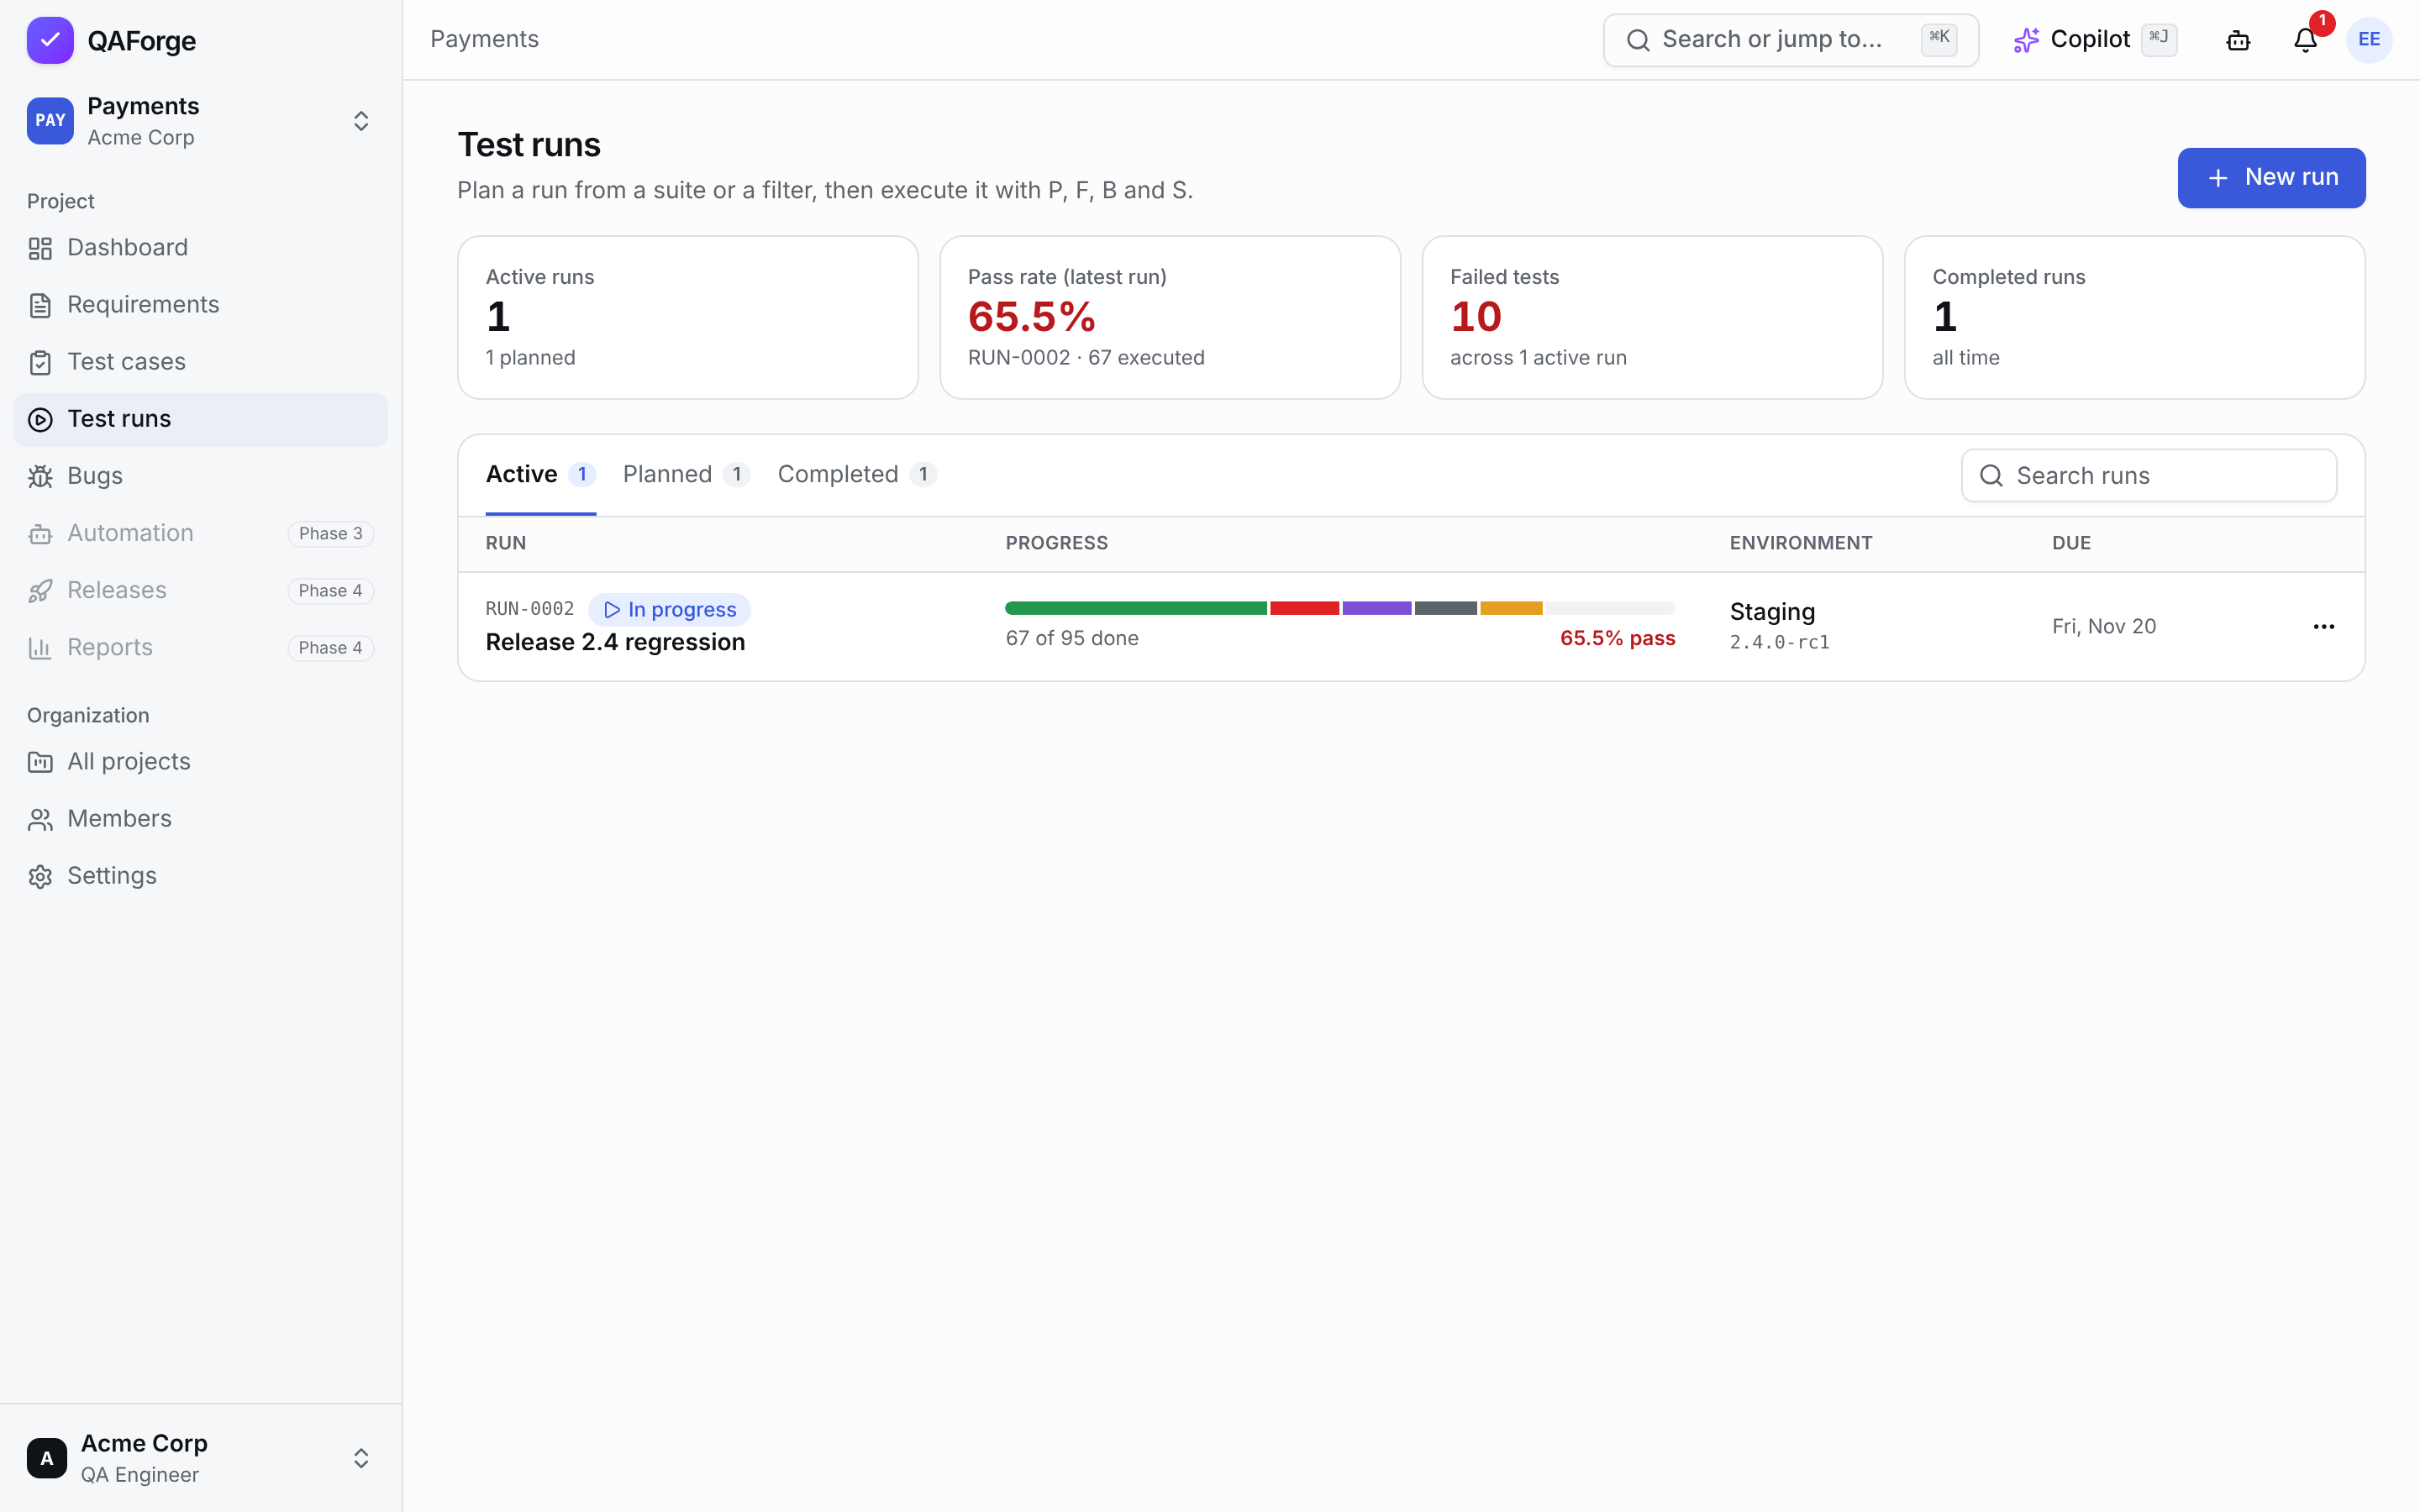 QAForge
PAY
Payments
Acme Corp
Project
Dashboard
Requirements
Test cases
Test runs
Bugs
Automation Phase 3
Releases Phase 4
Reports Phase 4
Organization
All projects
Members
Settings
A
Acme Corp
QA Engineer
Payments
Search or jump to... ⌘K
Copilot ⌘J
1
EE
Test runs
Plan a run from a suite or a filter, then execute it with P, F, B and S.
New run
Active runs
1
1 planned
Pass rate (latest run)
65.5%
RUN-0002 · 67 executed
Failed tests
10
across 1 active run
Completed runs
1
all time
Active 1 Planned 1 Completed 1
Search runs
RUN PROGRESS ENVIRONMENT DUE
RUN-0002 In progress
Release 2.4 regression
67 of 95 done 65.5% pass
Staging
2.4.0-rc1
Fri, Nov 20